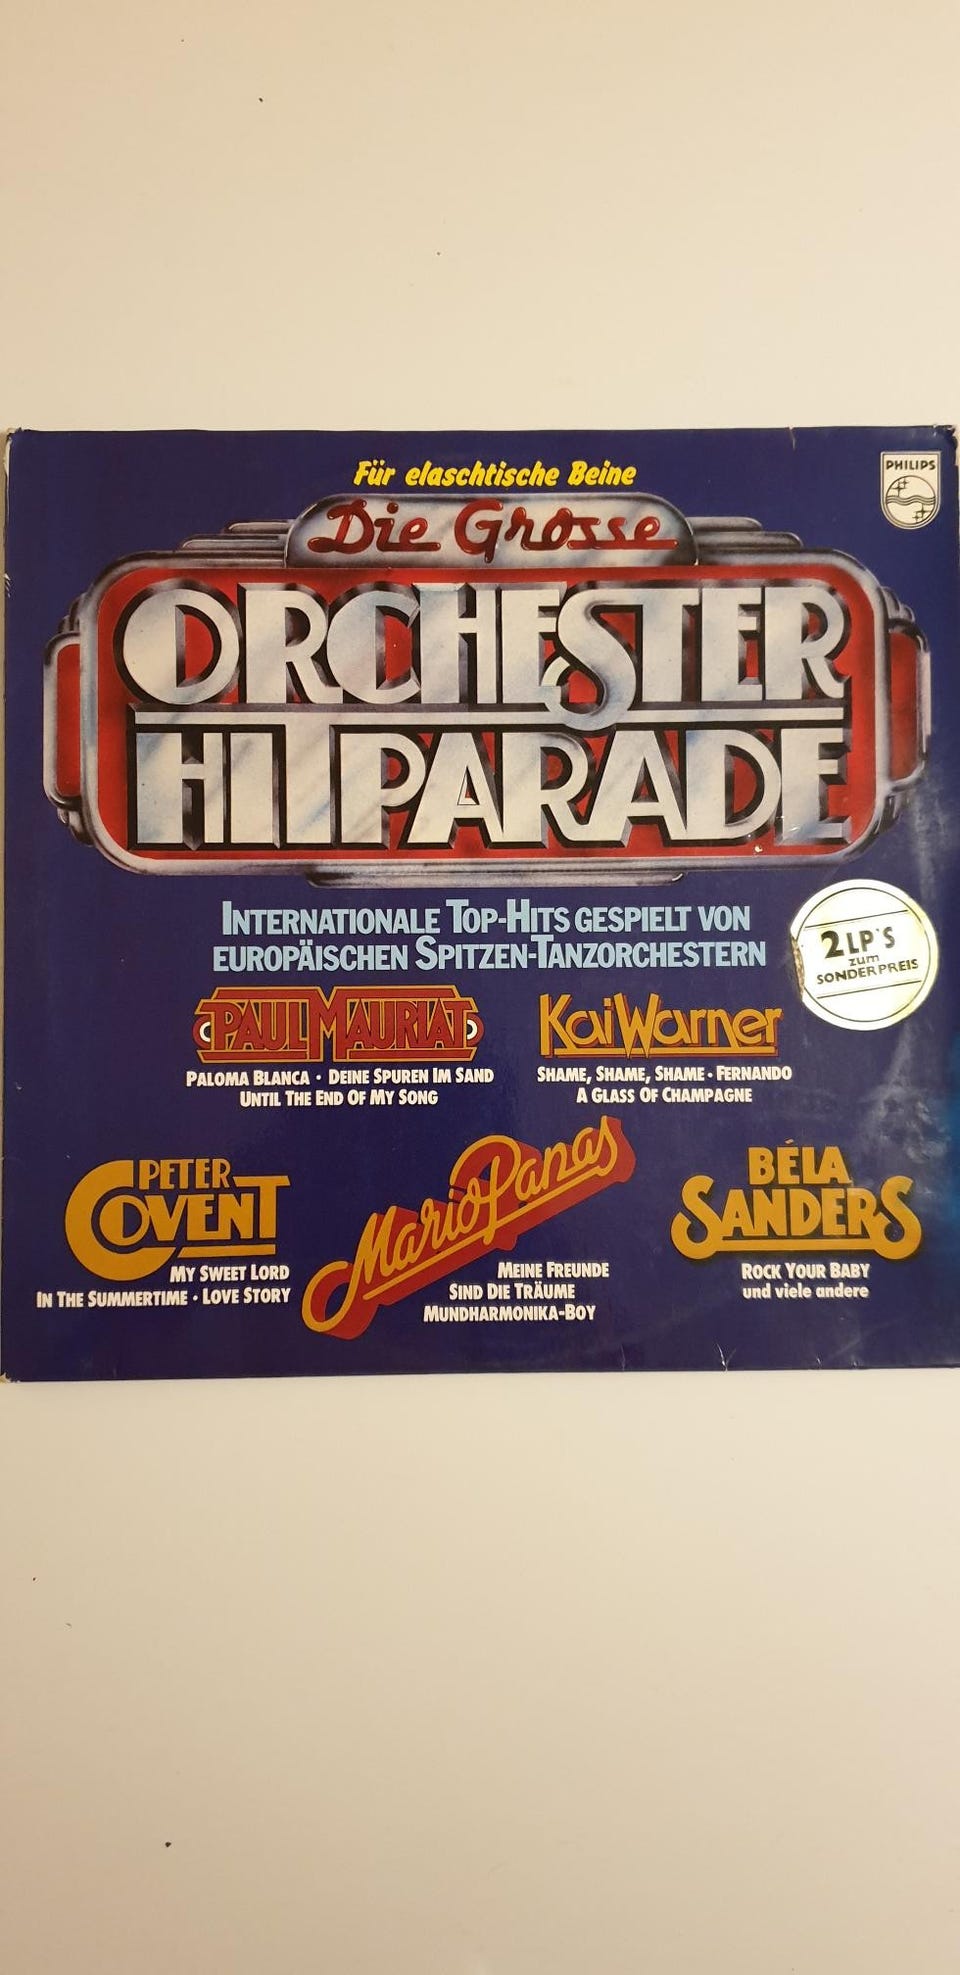 Für elaschtische Beine
PHILIPS
Die Grosse
ORCHESTER
HITPARADE
INTERNATIONALE TOP-HITS GESPIELT VON
EUROPÄISCHEN SPITZEN-TANZORCHESTERN
2 LP'S
zum
SONDERPREIS
PAUL MAURIAT
PALOMA BLANCA · DEINE SPUREN IM SAND
UNTIL THE END OF MY SONG
Kai Warner
SHAME, SHAME, SHAME · FERNANDO
A GLASS OF CHAMPAGNE
PETER
COVENT
MY SWEET LORD
IN THE SUMMERTIME · LOVE STORY
Mario Panas
MEINE FREUNDE
SIND DIE TRÄUME
MUNDHARMONIKA-BOY
BÉLA
SANDERS
ROCK YOUR BABY
und viele andere